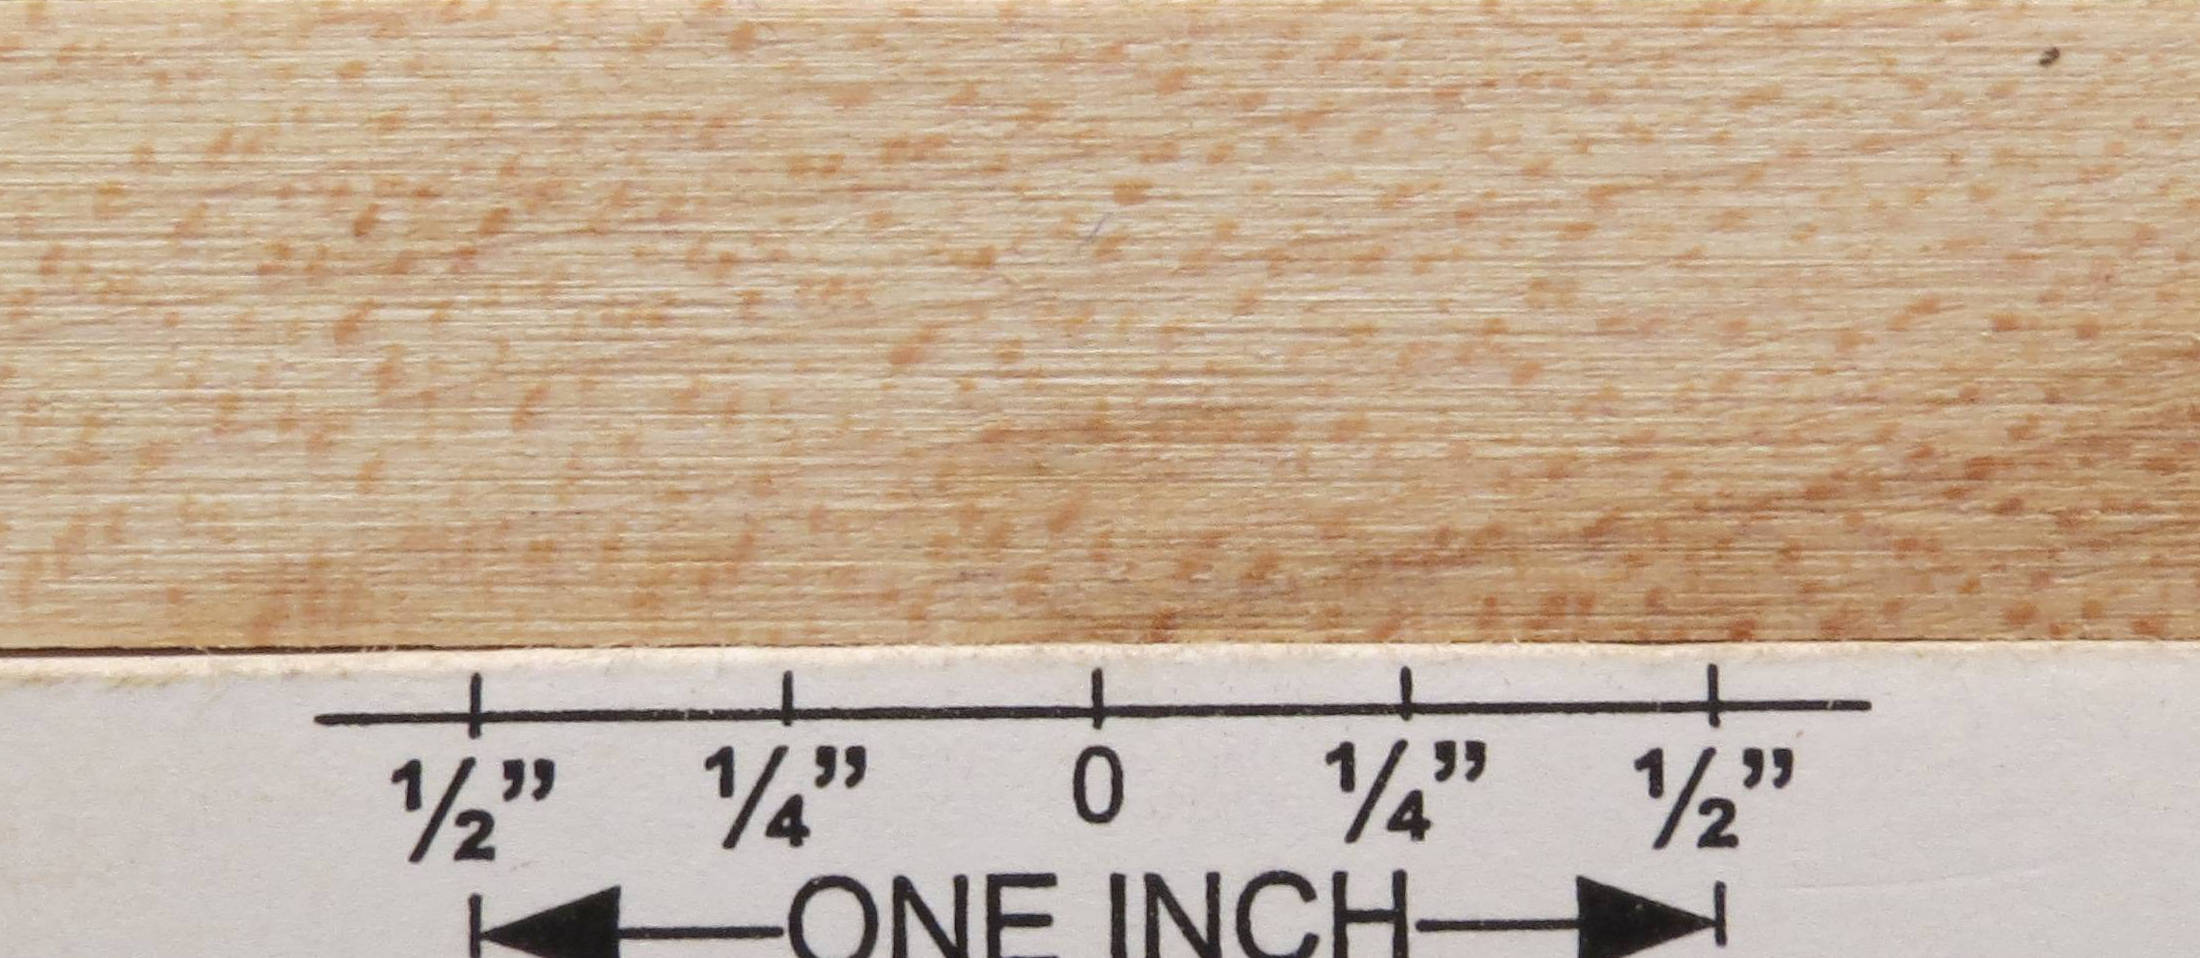 ½” ¼” 0 ¼” ½”
ONE INCH